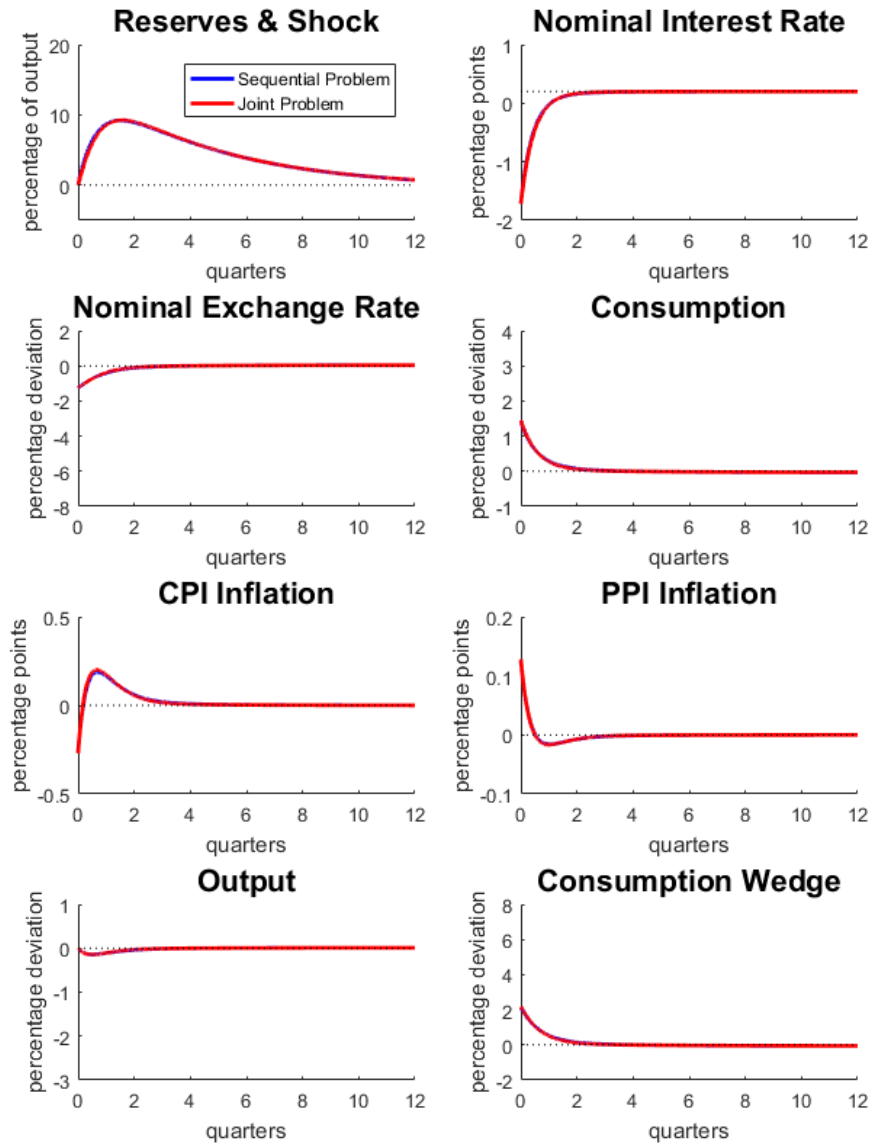 Reserves & Shock
percentage of output
20
10
0
Sequential Problem
Joint Problem
0 2 4 6 8 10 12
quarters
Nominal Interest Rate
percentage points
1
0
-1
-2
0 2 4 6 8 10 12
quarters
Nominal Exchange Rate
percentage deviation
2
0
-2
-4
-6
-8
0 2 4 6 8 10 12
quarters
Consumption
percentage deviation
4
3
2
1
0
-1
0 2 4 6 8 10 12
quarters
CPI Inflation
percentage points
0.5
0
-0.5
0 2 4 6 8 10 12
quarters
PPI Inflation
percentage points
0.2
0.1
0
-0.1
0 2 4 6 8 10 12
quarters
Output
percentage deviation
1
0
-1
-2
-3
0 2 4 6 8 10 12
quarters
Consumption Wedge
percentage deviation
8
6
4
2
0
-2
0 2 4 6 8 10 12
quarters